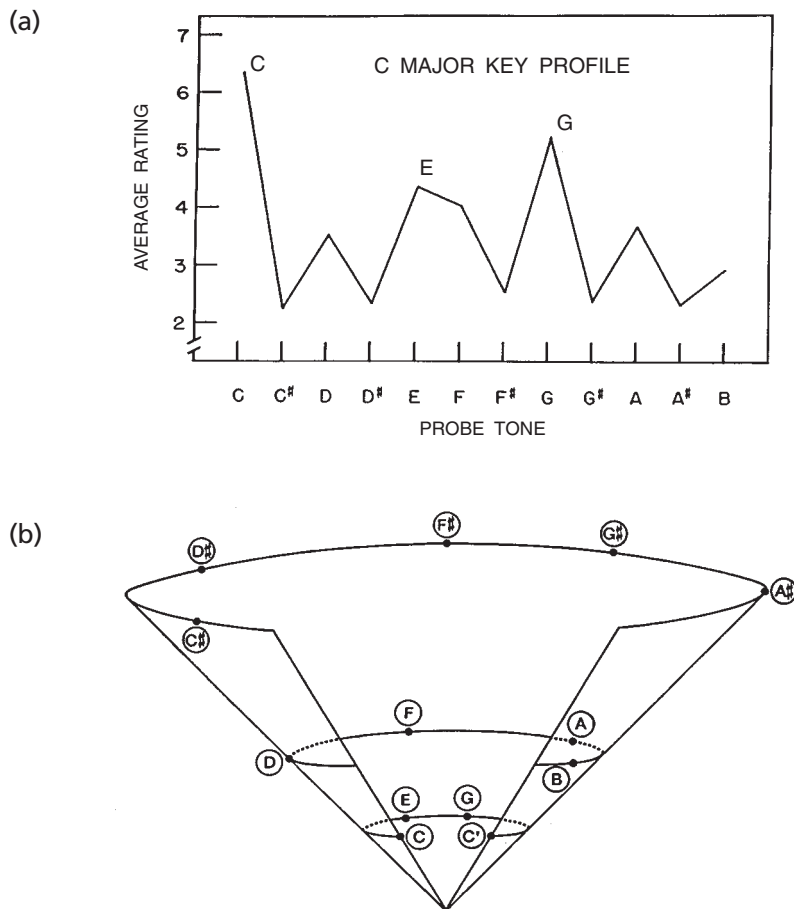 (a)
7
6
5
4
3
2
AVERAGE RATING
C MAJOR KEY PROFILE
C
E
G
C C♯ D D♯ E F F♯ G G♯ A A♯ B
PROBE TONE
(b)
F♯
D♯ G♯
A♯
C♯
F A
D B
E G
C C'